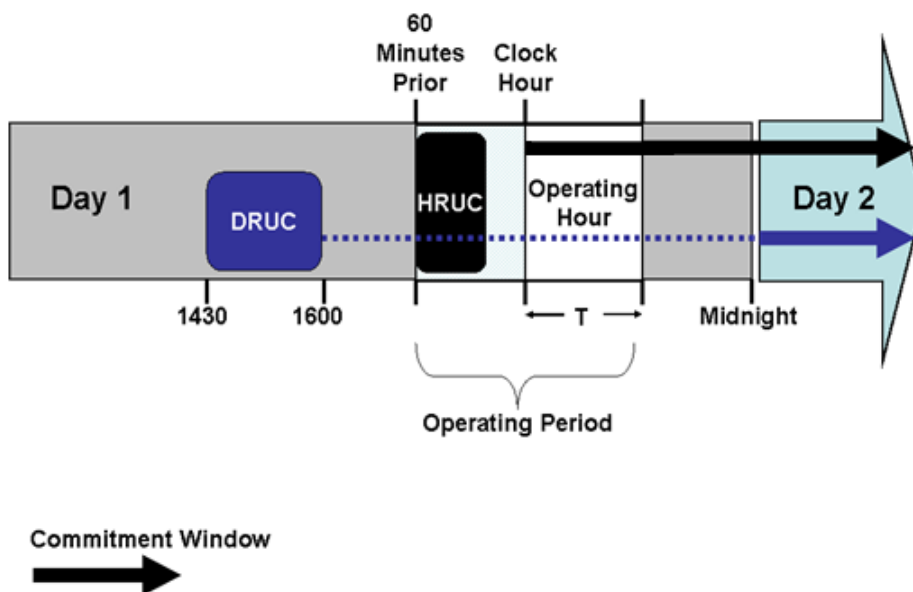 60
Minutes
Prior
Clock
Hour
Day 1
DRUC
HRUC
Operating
Hour
Day 2
1430
1600
T
Midnight
Operating Period
Commitment Window